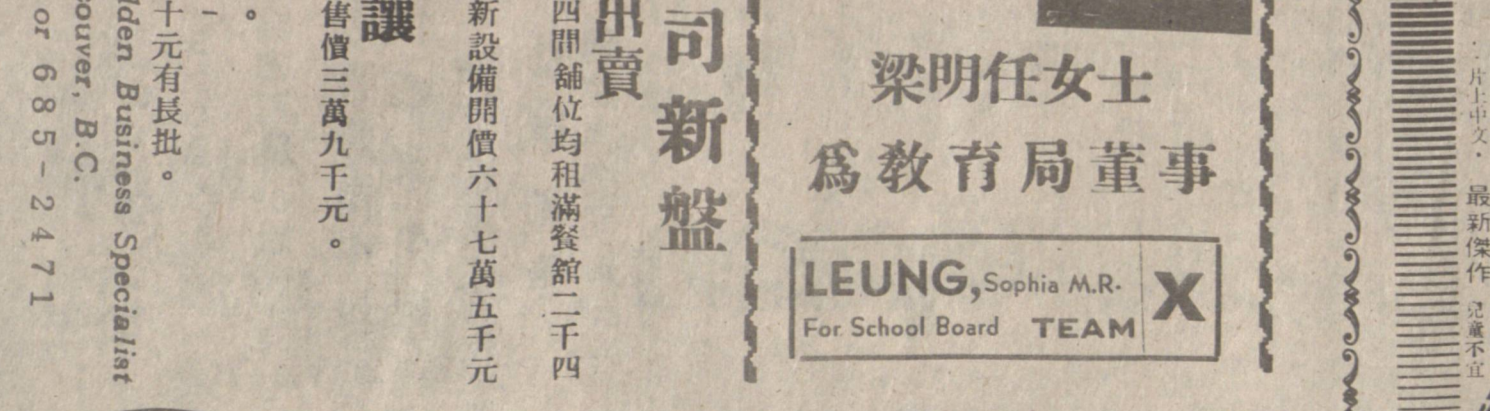 梁明任女士
為教育局董事
LEUNG, Sophia M.R. X
For School Board TEAM
司新盤
出賣
四間舖位均租滿餐舘二千四
新設備開價六十七萬五千元
讓
售價三萬九千元。
。
十元有長批。
lden Business Specialist
ouver, B.C.
or 685-2471
片士中文·
最新傑作
兒童不宜